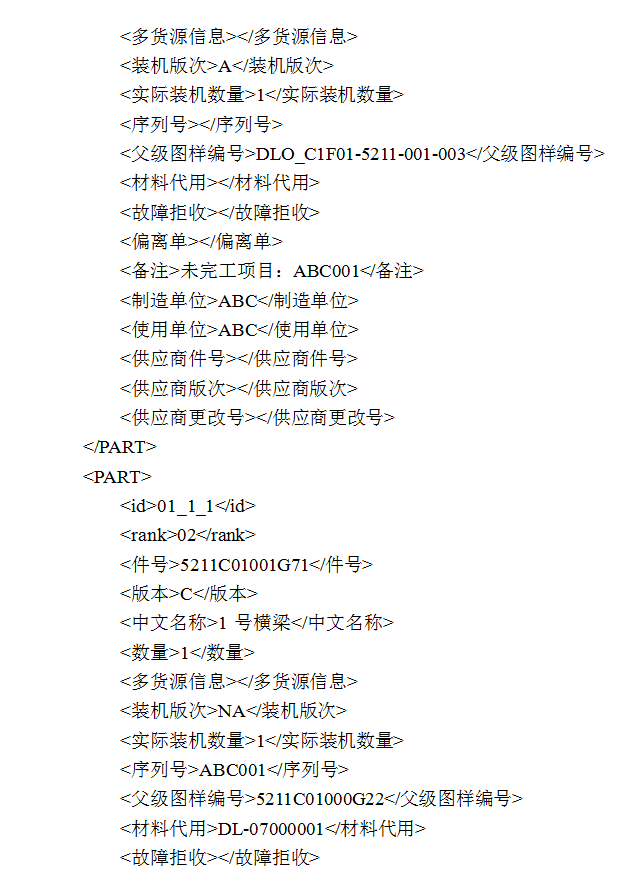 <多货源信息></多货源信息>
<装机版次>A</装机版次>
<实际装机数量>1</实际装机数量>
<序列号></序列号>
<父级图样编号>DLO_C1F01-5211-001-003</父级图样编号>
<材料代用></材料代用>
<故障拒收></故障拒收>
<偏离单></偏离单>
<备注>未完工项目：ABC001</备注>
<制造单位>ABC</制造单位>
<使用单位>ABC</使用单位>
<供应商件号></供应商件号>
<供应商版次></供应商版次>
<供应商更改号></供应商更改号>
</PART>
<PART>
<id>01_1_1</id>
<rank>02</rank>
<件号>5211C01001G71</件号>
<版本>C</版本>
<中文名称>1 号横梁</中文名称>
<数量>1</数量>
<多货源信息></多货源信息>
<装机版次>NA</装机版次>
<实际装机数量>1</实际装机数量>
<序列号>ABC001</序列号>
<父级图样编号>5211C01000G22</父级图样编号>
<材料代用>DL-07000001</材料代用>
<故障拒收></故障拒收>